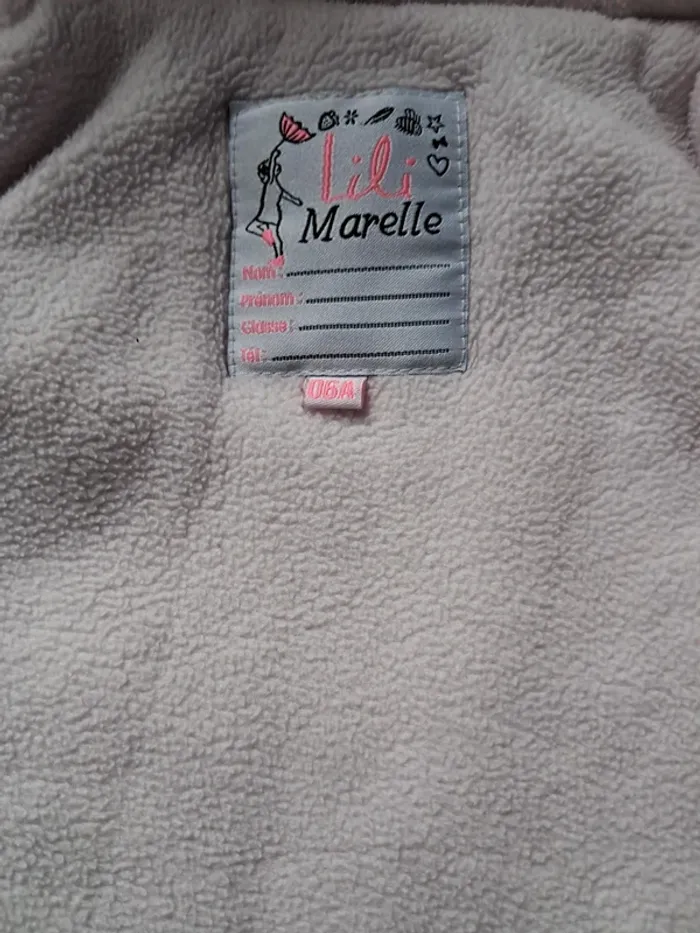 Lili
Marelle
Nom :
Prénom :
Classe :
Tél :
06A